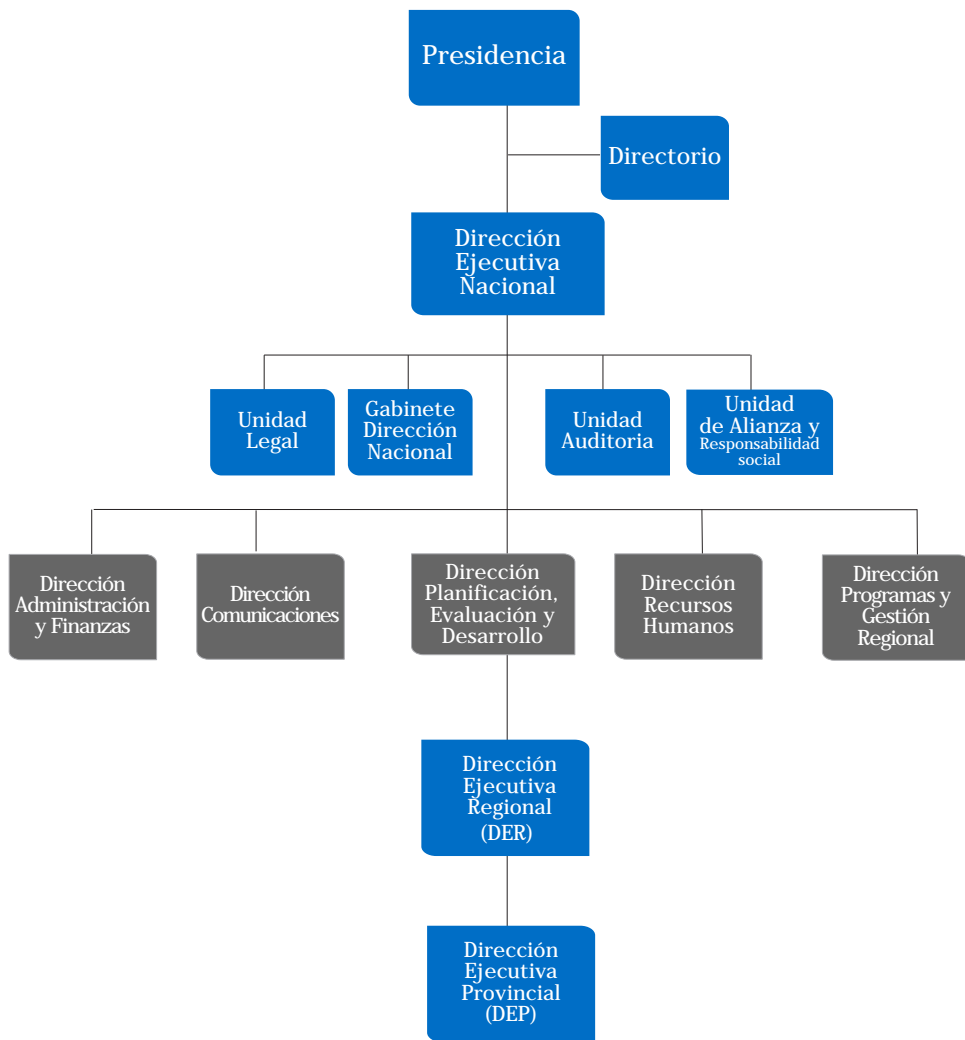 Presidencia
Directorio
Dirección
Ejecutiva
Nacional
Unidad
Legal
Gabinete
Dirección
Nacional
Unidad
Auditoria
Unidad
de Alianza y
Responsabilidad
social
Dirección
Administración
y Finanzas
Dirección
Comunicaciones
Dirección
Planificación,
Evaluación y
Desarrollo
Dirección
Recursos
Humanos
Dirección
Programas y
Gestión
Regional
Dirección
Ejecutiva
Regional
(DER)
Dirección
Ejecutiva
Provincial
(DEP)